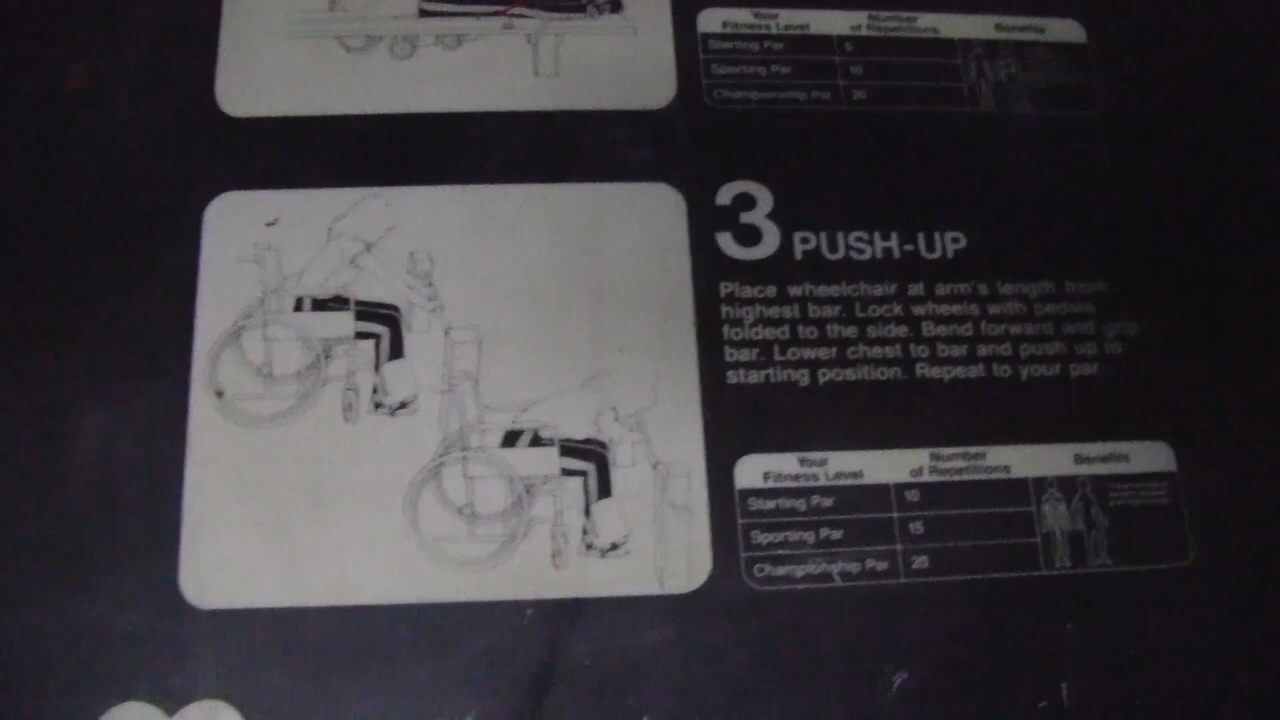 Your Fitness Level Number of Repetitions Benefits
Starting Par 5
Sporting Par 10
Championship Par 20
3 PUSH-UP
Place wheelchair at arm's length from
highest bar. Lock wheels with pedals
folded to the side. Bend forward and grip
bar. Lower chest to bar and push up to
starting position. Repeat to your par
Your Fitness Level Number of Repetitions Benefits
Starting Par 10
Sporting Par 15
Championship Par 20